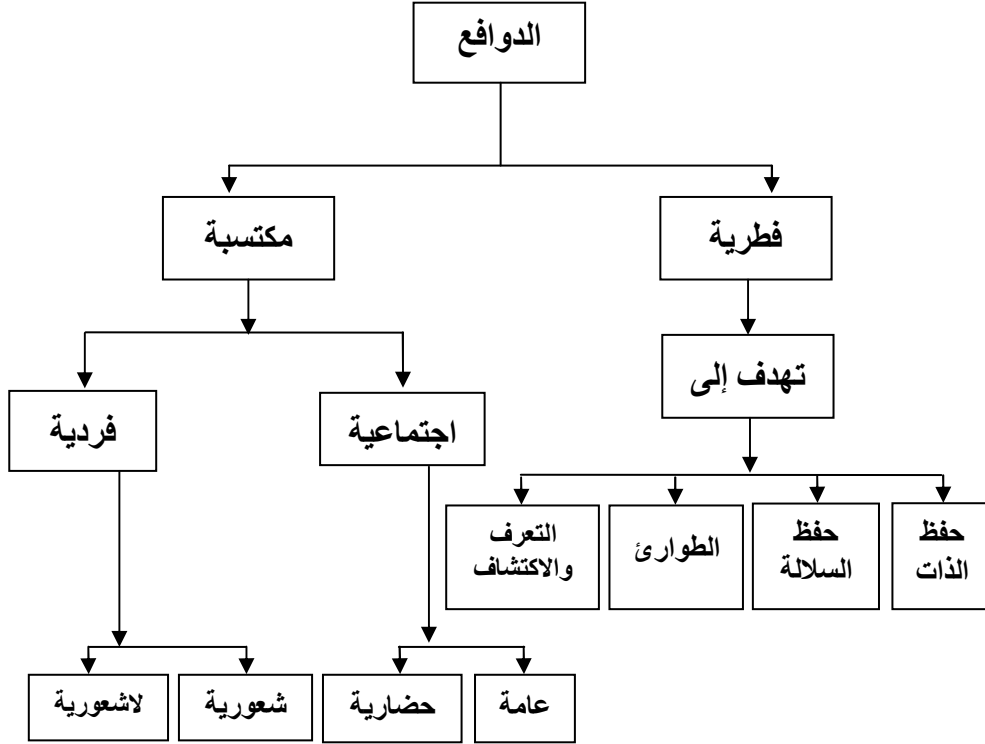 الدوافع
فطرية
مكتسبة
تهدف إلى
اجتماعية
فردية
حفظ
الذات
حفظ
السلالة
الطوارئ
التعرف
والاكتشاف
عامة
حضارية
شعورية
لاشعورية